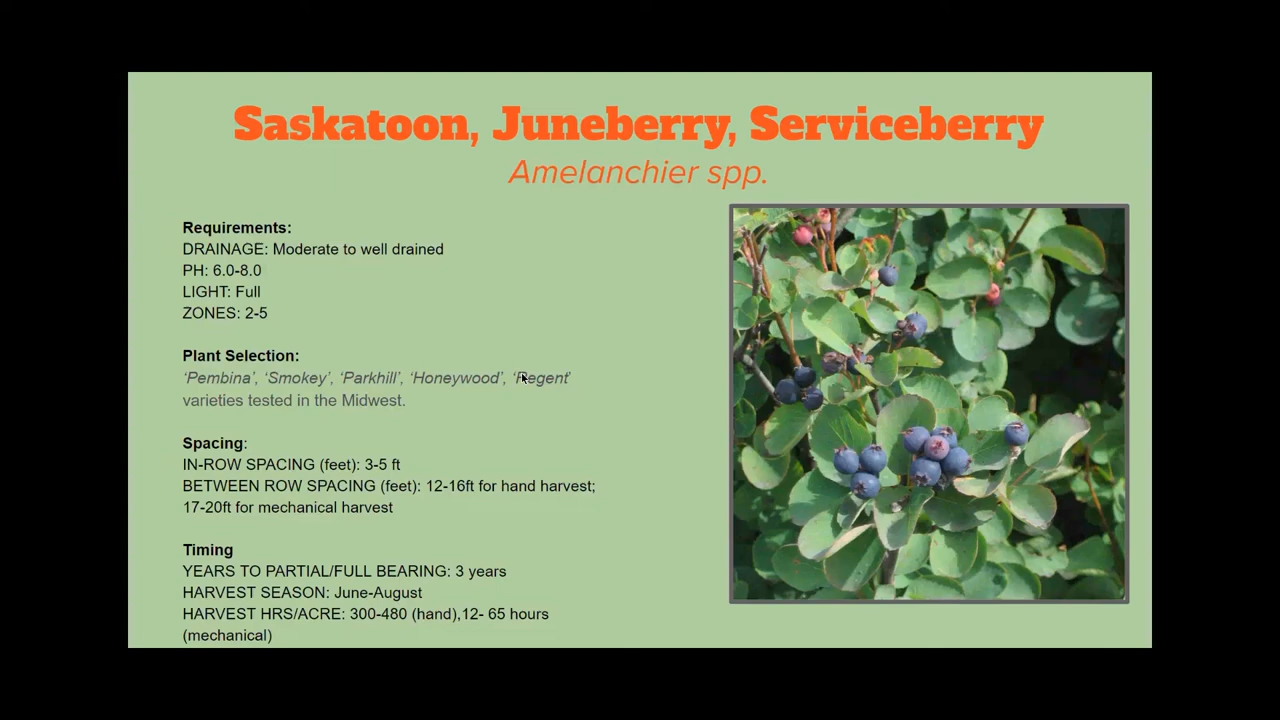 Saskatoon, Juneberry, Serviceberry
Amelanchier spp.
Requirements:
DRAINAGE: Moderate to well drained
PH: 6.0-8.0
LIGHT: Full
ZONES: 2-5
Plant Selection:
‘Pembina’, ‘Smokey’, ‘Parkhill’, ‘Honeywood’, ‘Regent’
varieties tested in the Midwest.
Spacing:
IN-ROW SPACING (feet): 3-5 ft
BETWEEN ROW SPACING (feet): 12-16ft for hand harvest;
17-20ft for mechanical harvest
Timing
YEARS TO PARTIAL/FULL BEARING: 3 years
HARVEST SEASON: June-August
HARVEST HRS/ACRE: 300-480 (hand),12- 65 hours
(mechanical)